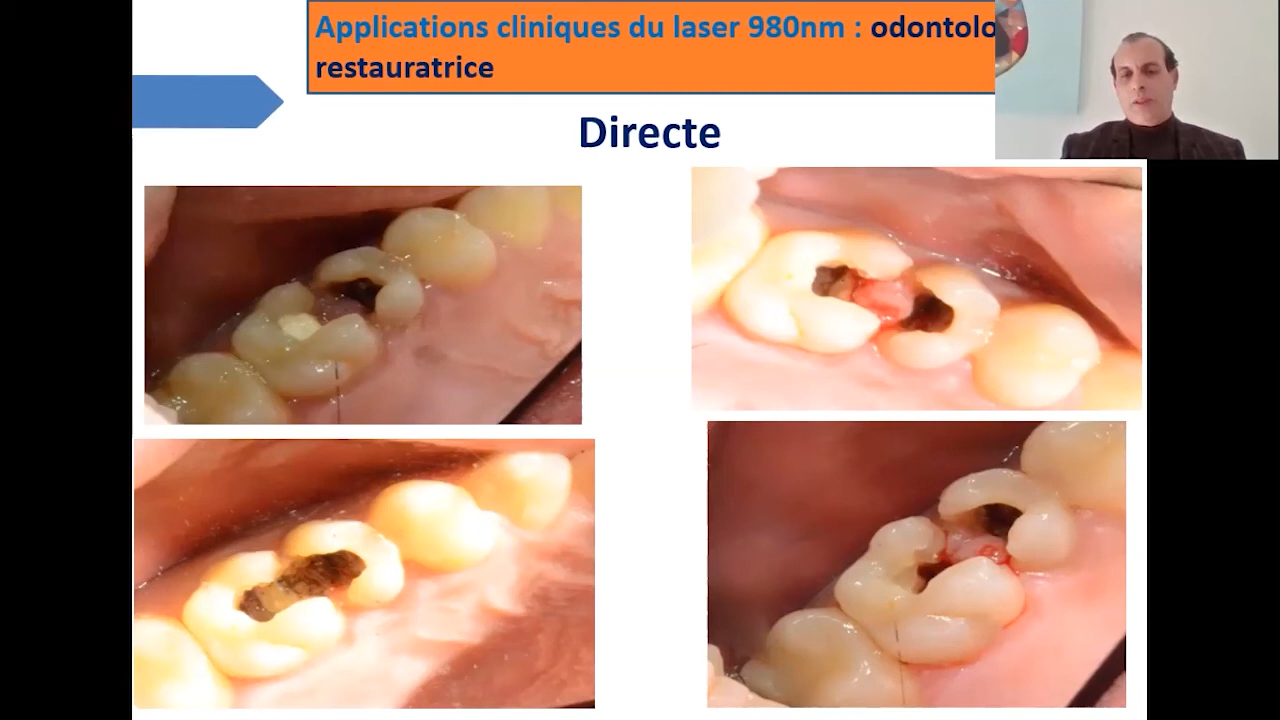 Applications cliniques du laser 980nm : odontolo
restauratrice
Directe